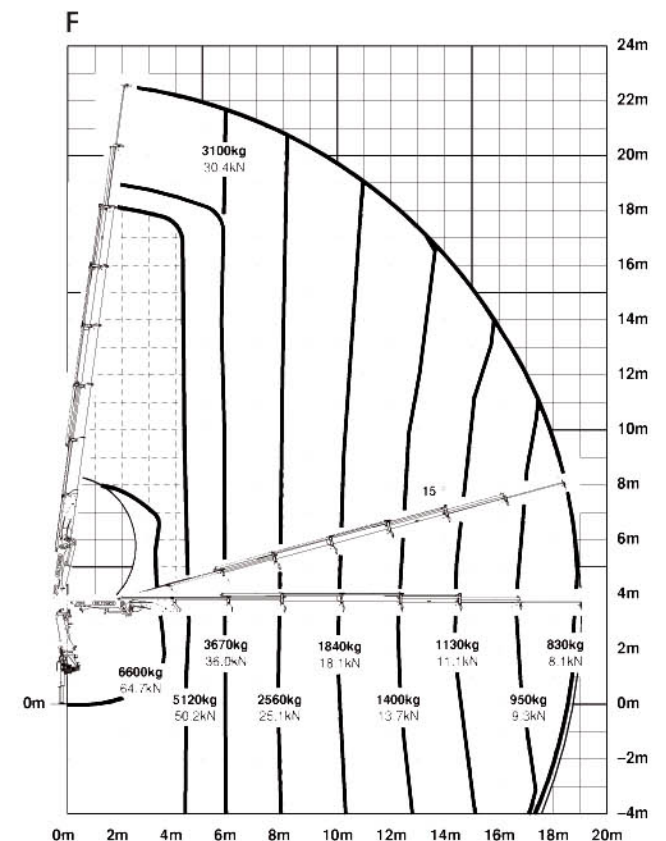 F
24m
22m
20m
18m
16m
14m
12m
10m
8m
4m
2m
0m
−2m
−4m
3100kg
30.4kN
15
0m
3670kg
36.0kN
1840kg
18.1kN
1130kg
11.1kN
830kg
8.1kN
6600kg
64.7kN
5120kg
50.2kN
2560kg
25.1kN
1400kg
13.7kN
950kg
9.3kN
6m
0m 2m 4m 6m 8m 10m 12m 14m 16m 18m 20m